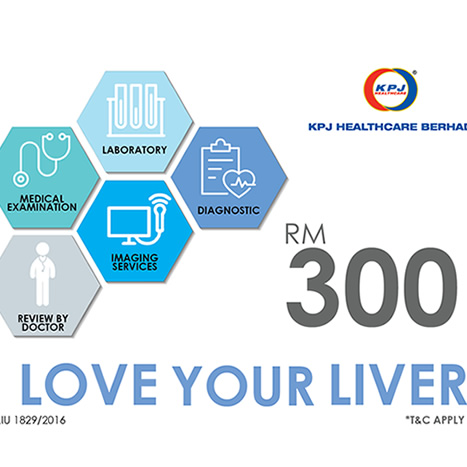 LABORATORY
MEDICAL
EXAMINATION
DIAGNOSTIC
IMAGING
SERVICES
REVIEW BY
DOCTOR
KPJ
HEALTHCARE
KPJ HEALTHCARE BERHAD
RM
300
LOVE YOUR LIVER
IU 1829/2016
*T&C APPLY